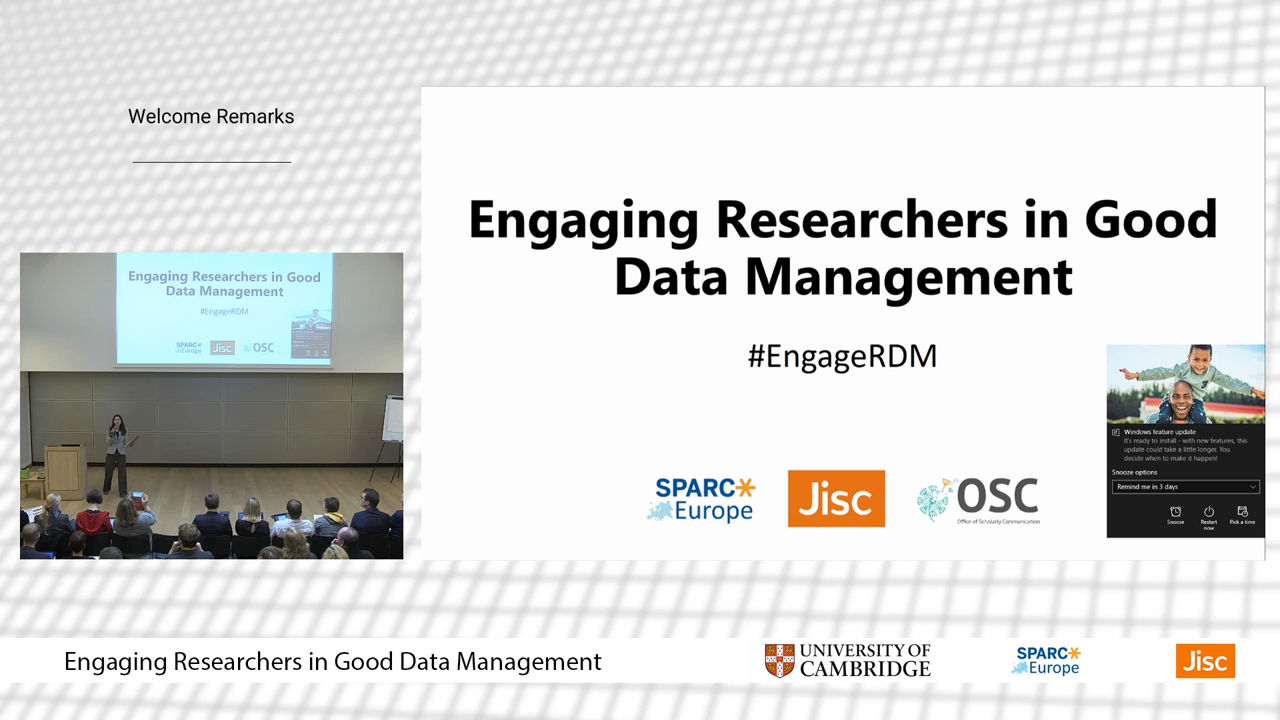 Welcome Remarks
Engaging Researchers in Good
Data Management
#EngageRDM
SPARC
Europe
Jisc
OSC
Engaging Researchers in Good
Data Management
#EngageRDM
SPARC
Europe
Jisc
OSC
Office of Scholarly Communication
Windows feature update
It's ready to install - with new features, this
update could take a little longer. You
decide when to make it happen!
Snooze options
Remind me in 3 days
Snooze
Restart
now
Pick a time
Engaging Researchers in Good Data Management
UNIVERSITY OF
CAMBRIDGE
SPARC
Europe
Jisc